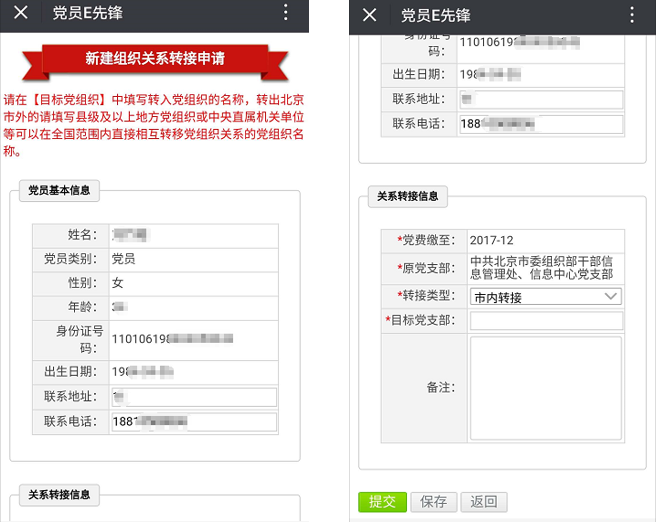 党员E先锋
新建组织关系转接申请
请在【目标党组织】中填写转入党组织的名称，转出北京
市外的请填写县级及以上地方党组织或中央直属机关单位
等可以在全国范围内直接相互转移党组织关系的党组织名
称。
党员基本信息
姓名：
党员类别： 党员
性别： 女
年龄：
身份证号
码： 11010619
出生日期： 19
联系地址：
联系电话： 1881
关系转接信息
党员E先锋
身份证号
码： 11010619
出生日期： 19
联系地址：
联系电话： 188
关系转接信息
*党费缴至： 2017-12
*原党支部： 中共北京市委组织部干部信
息管理处、信息中心党支部
*转接类型： 市内转接
*目标党支部：
备注：
提交 保存 返回